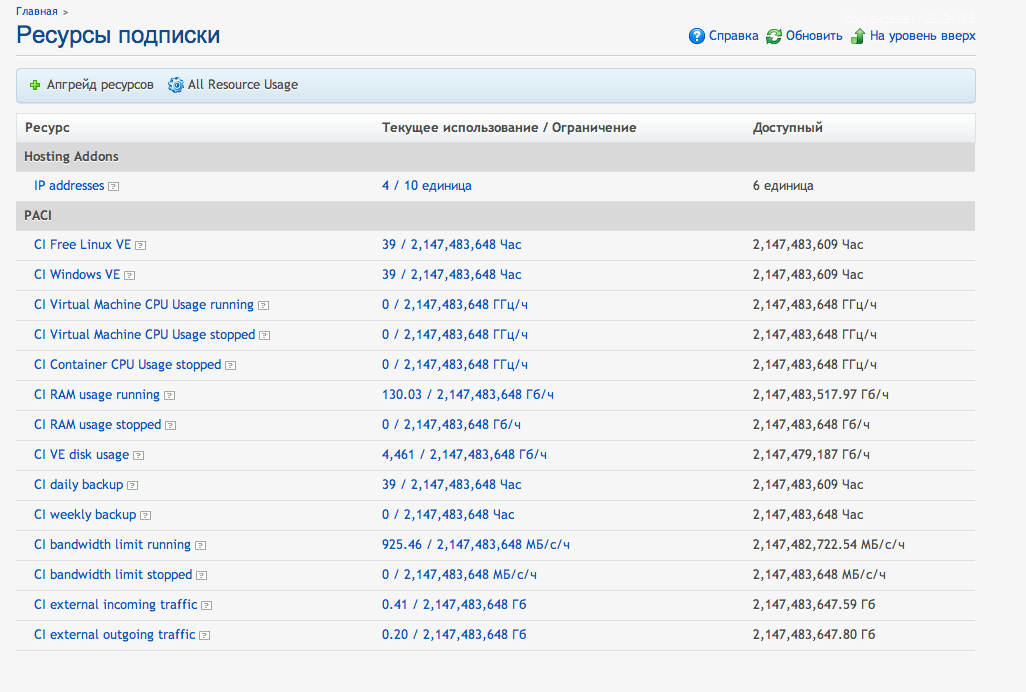 Главная >
Ресурсы подписки
Справка Обновить На уровень вверх
Апгрейд ресурсов All Resource Usage
Ресурс Текущее использование / Ограничение Доступный
Hosting Addons
IP addresses ? 4 / 10 единица 6 единица
PACI
CI Free Linux VE ? 39 / 2,147,483,648 Час 2,147,483,609 Час
CI Windows VE ? 39 / 2,147,483,648 Час 2,147,483,609 Час
CI Virtual Machine CPU Usage running ? 0 / 2,147,483,648 ГГц/ч 2,147,483,648 ГГц/ч
CI Virtual Machine CPU Usage stopped ? 0 / 2,147,483,648 ГГц/ч 2,147,483,648 ГГц/ч
CI Container CPU Usage stopped ? 0 / 2,147,483,648 ГГц/ч 2,147,483,648 ГГц/ч
CI RAM usage running ? 130.03 / 2,147,483,648 Гб/ч 2,147,483,517.97 Гб/ч
CI RAM usage stopped ? 0 / 2,147,483,648 Гб/ч 2,147,483,648 Гб/ч
CI VE disk usage ? 4,461 / 2,147,483,648 Гб/ч 2,147,479,187 Гб/ч
CI daily backup ? 39 / 2,147,483,648 Час 2,147,483,609 Час
CI weekly backup ? 0 / 2,147,483,648 Час 2,147,483,648 Час
CI bandwidth limit running ? 925.46 / 2,147,483,648 МБ/с/ч 2,147,482,722.54 МБ/с/ч
CI bandwidth limit stopped ? 0 / 2,147,483,648 МБ/с/ч 2,147,483,648 МБ/с/ч
CI external incoming traffic ? 0.41 / 2,147,483,648 Гб 2,147,483,647.59 Гб
CI external outgoing traffic ? 0.20 / 2,147,483,648 Гб 2,147,483,647.80 Гб